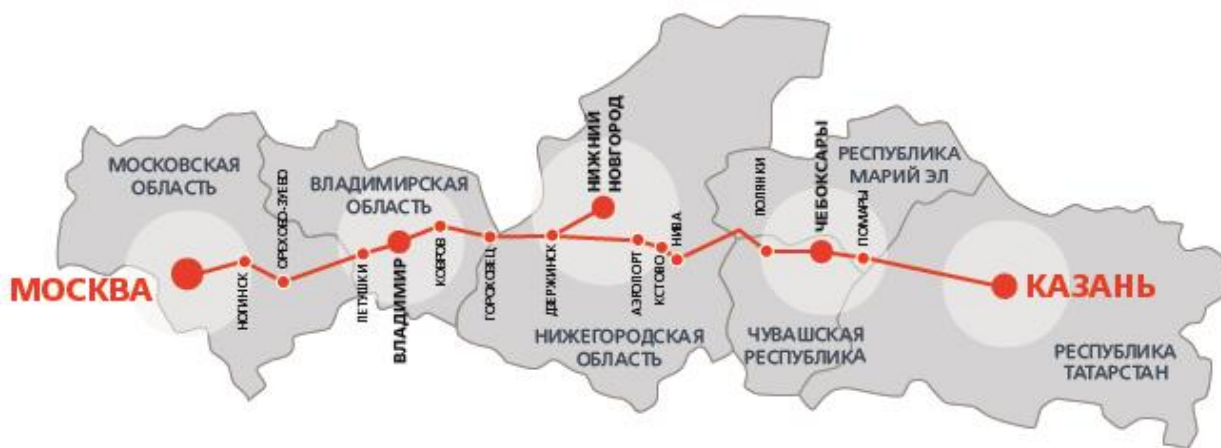 МОСКОВСКАЯ
ОБЛАСТЬ
ОРЕХОВО-ЗУЕВО
ВЛАДИМИРСКАЯ
ОБЛАСТЬ
НИЖНИЙ
НОВГОРОД
ПОЛЯНКИ
ЧЕБОКСАРЫ
РЕСПУБЛИКА
МАРИЙ ЭЛ
ПОМАРЫ
МОСКВА
НОГИНСК
ПЕТУШКИ
ВЛАДИМИР
КОВРОВ
ГОРОХОВЕЦ
ДЗЕРЖИНСК
АЭРОПОРТ
КСТОВО
НИВА
КАЗАНЬ
НИЖЕГОРОДСКАЯ
ОБЛАСТЬ
ЧУВАШСКАЯ
РЕСПУБЛИКА
РЕСПУБЛИКА
ТАТАРСТАН